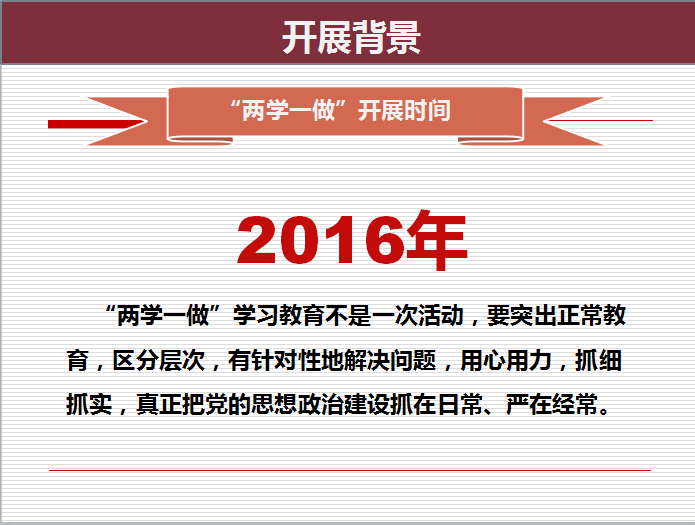 开展背景
“两学一做”开展时间
2016年
“两学一做”学习教育不是一次活动，要突出正常教
育，区分层次，有针对性地解决问题，用心用力，抓细
抓实，真正把党的思想政治建设抓在日常、严在经常。